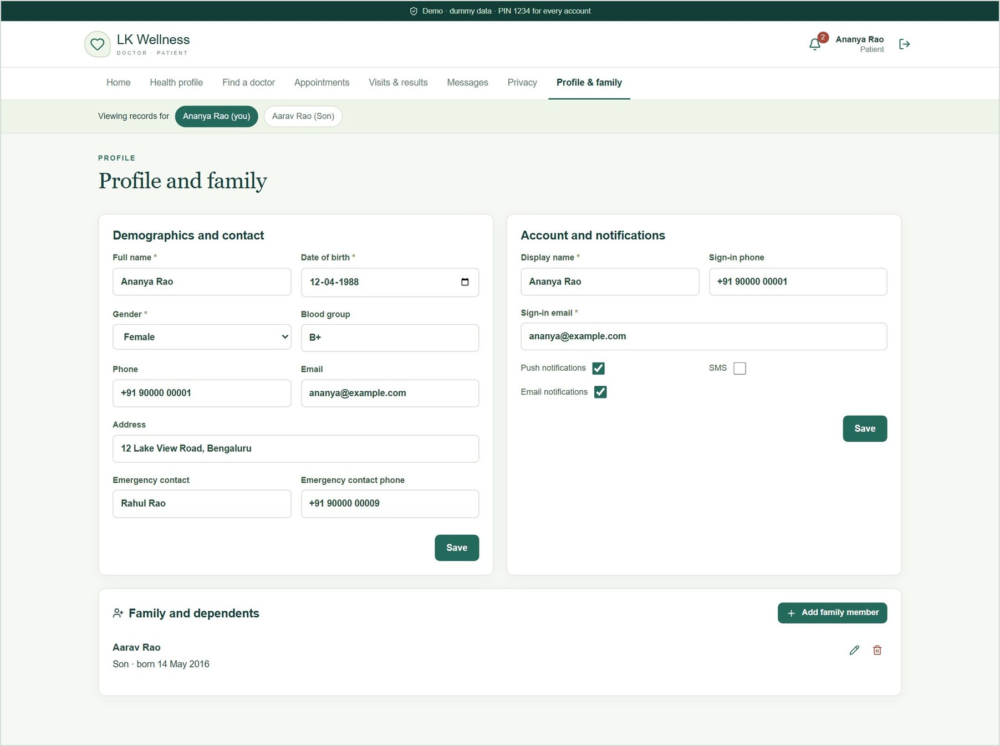 Demo · dummy data · PIN 1234 for every account
LK Wellness
DOCTOR · PATIENT
2
Ananya Rao
Patient
Home Health profile Find a doctor Appointments Visits & results Messages Privacy Profile & family
Viewing records for Ananya Rao (you) Aarav Rao (Son)
PROFILE
Profile and family
Demographics and contact
Full name * Date of birth *
Ananya Rao 12-04-1988
Gender * Blood group
Female B+
Phone Email
+91 90000 00001 ananya@example.com
Address
12 Lake View Road, Bengaluru
Emergency contact Emergency contact phone
Rahul Rao +91 90000 00009
Save
Account and notifications
Display name * Sign-in phone
Ananya Rao +91 90000 00001
Sign-in email *
ananya@example.com
Push notifications SMS
Email notifications
Save
Family and dependents
Add family member
Aarav Rao
Son · born 14 May 2016